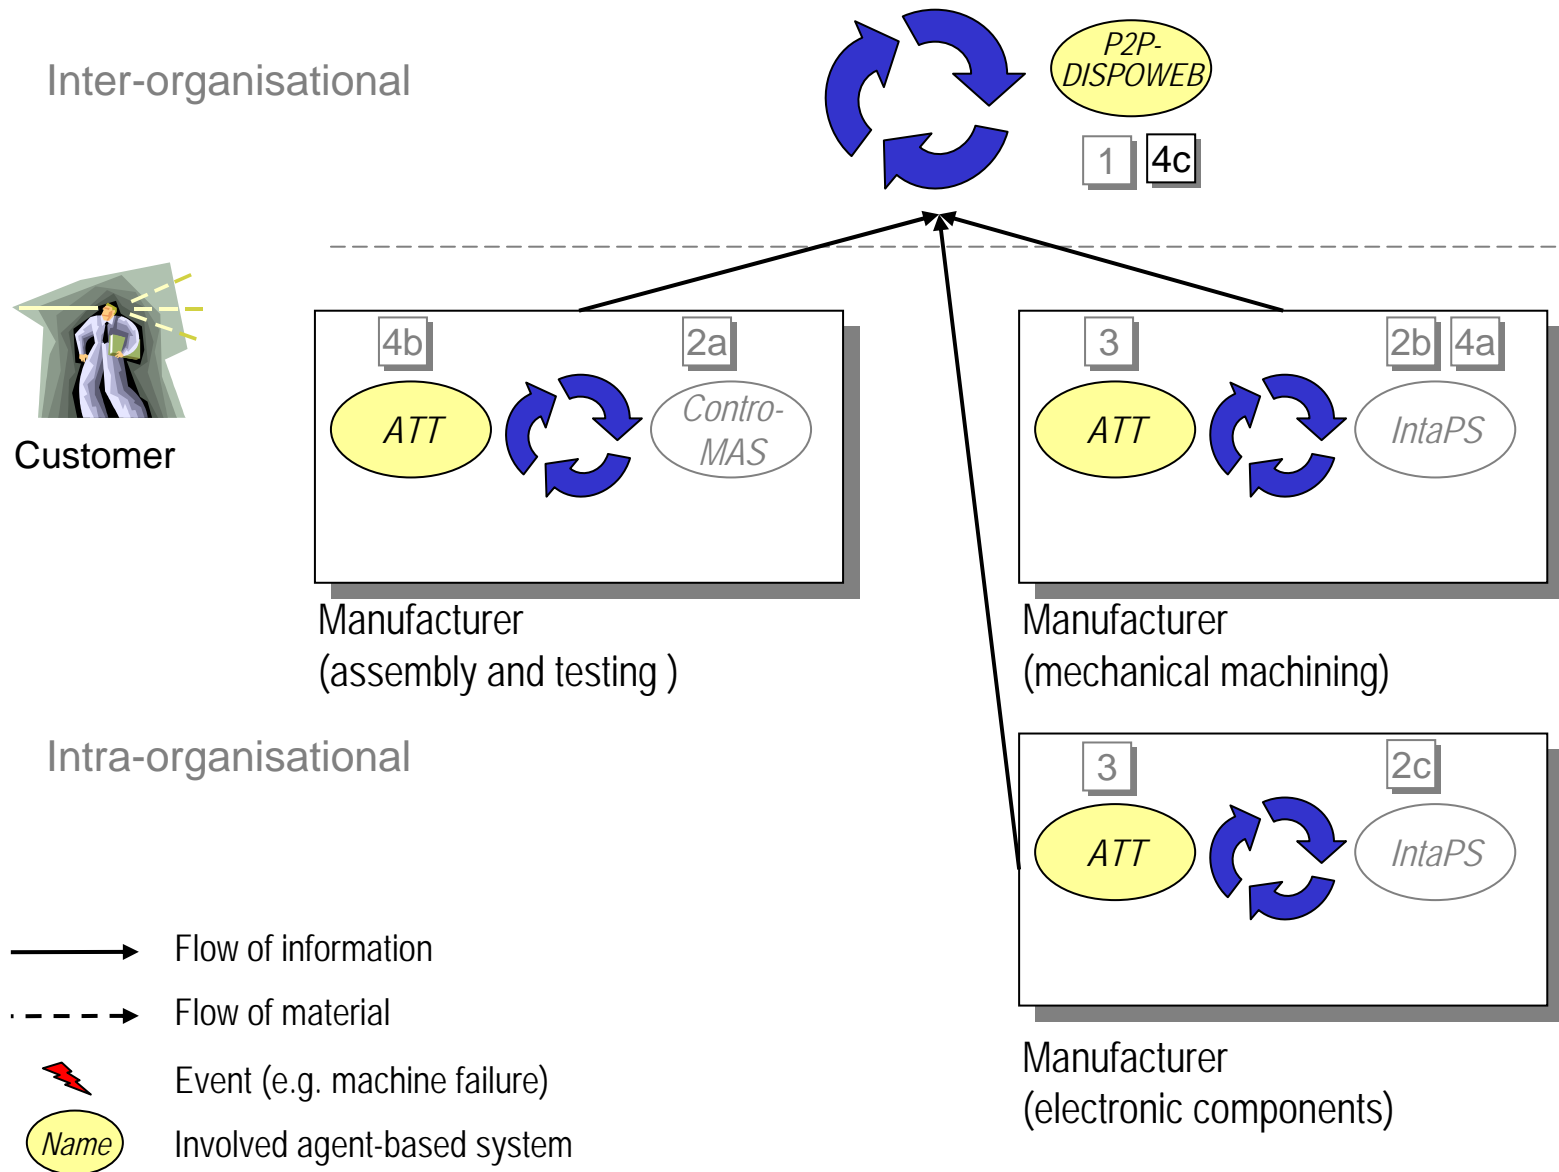 Inter-organisational
P2P-
DISPOWEB
1 4c
Customer
4b 2a
ATT
Contro-
MAS
Manufacturer
(assembly and testing )
3 2b 4a
ATT
IntaPS
Manufacturer
(mechanical machining)
Intra-organisational
3 2c
ATT
IntaPS
Manufacturer
(electronic components)
Flow of information
Flow of material
Event (e.g. machine failure)
Name Involved agent-based system